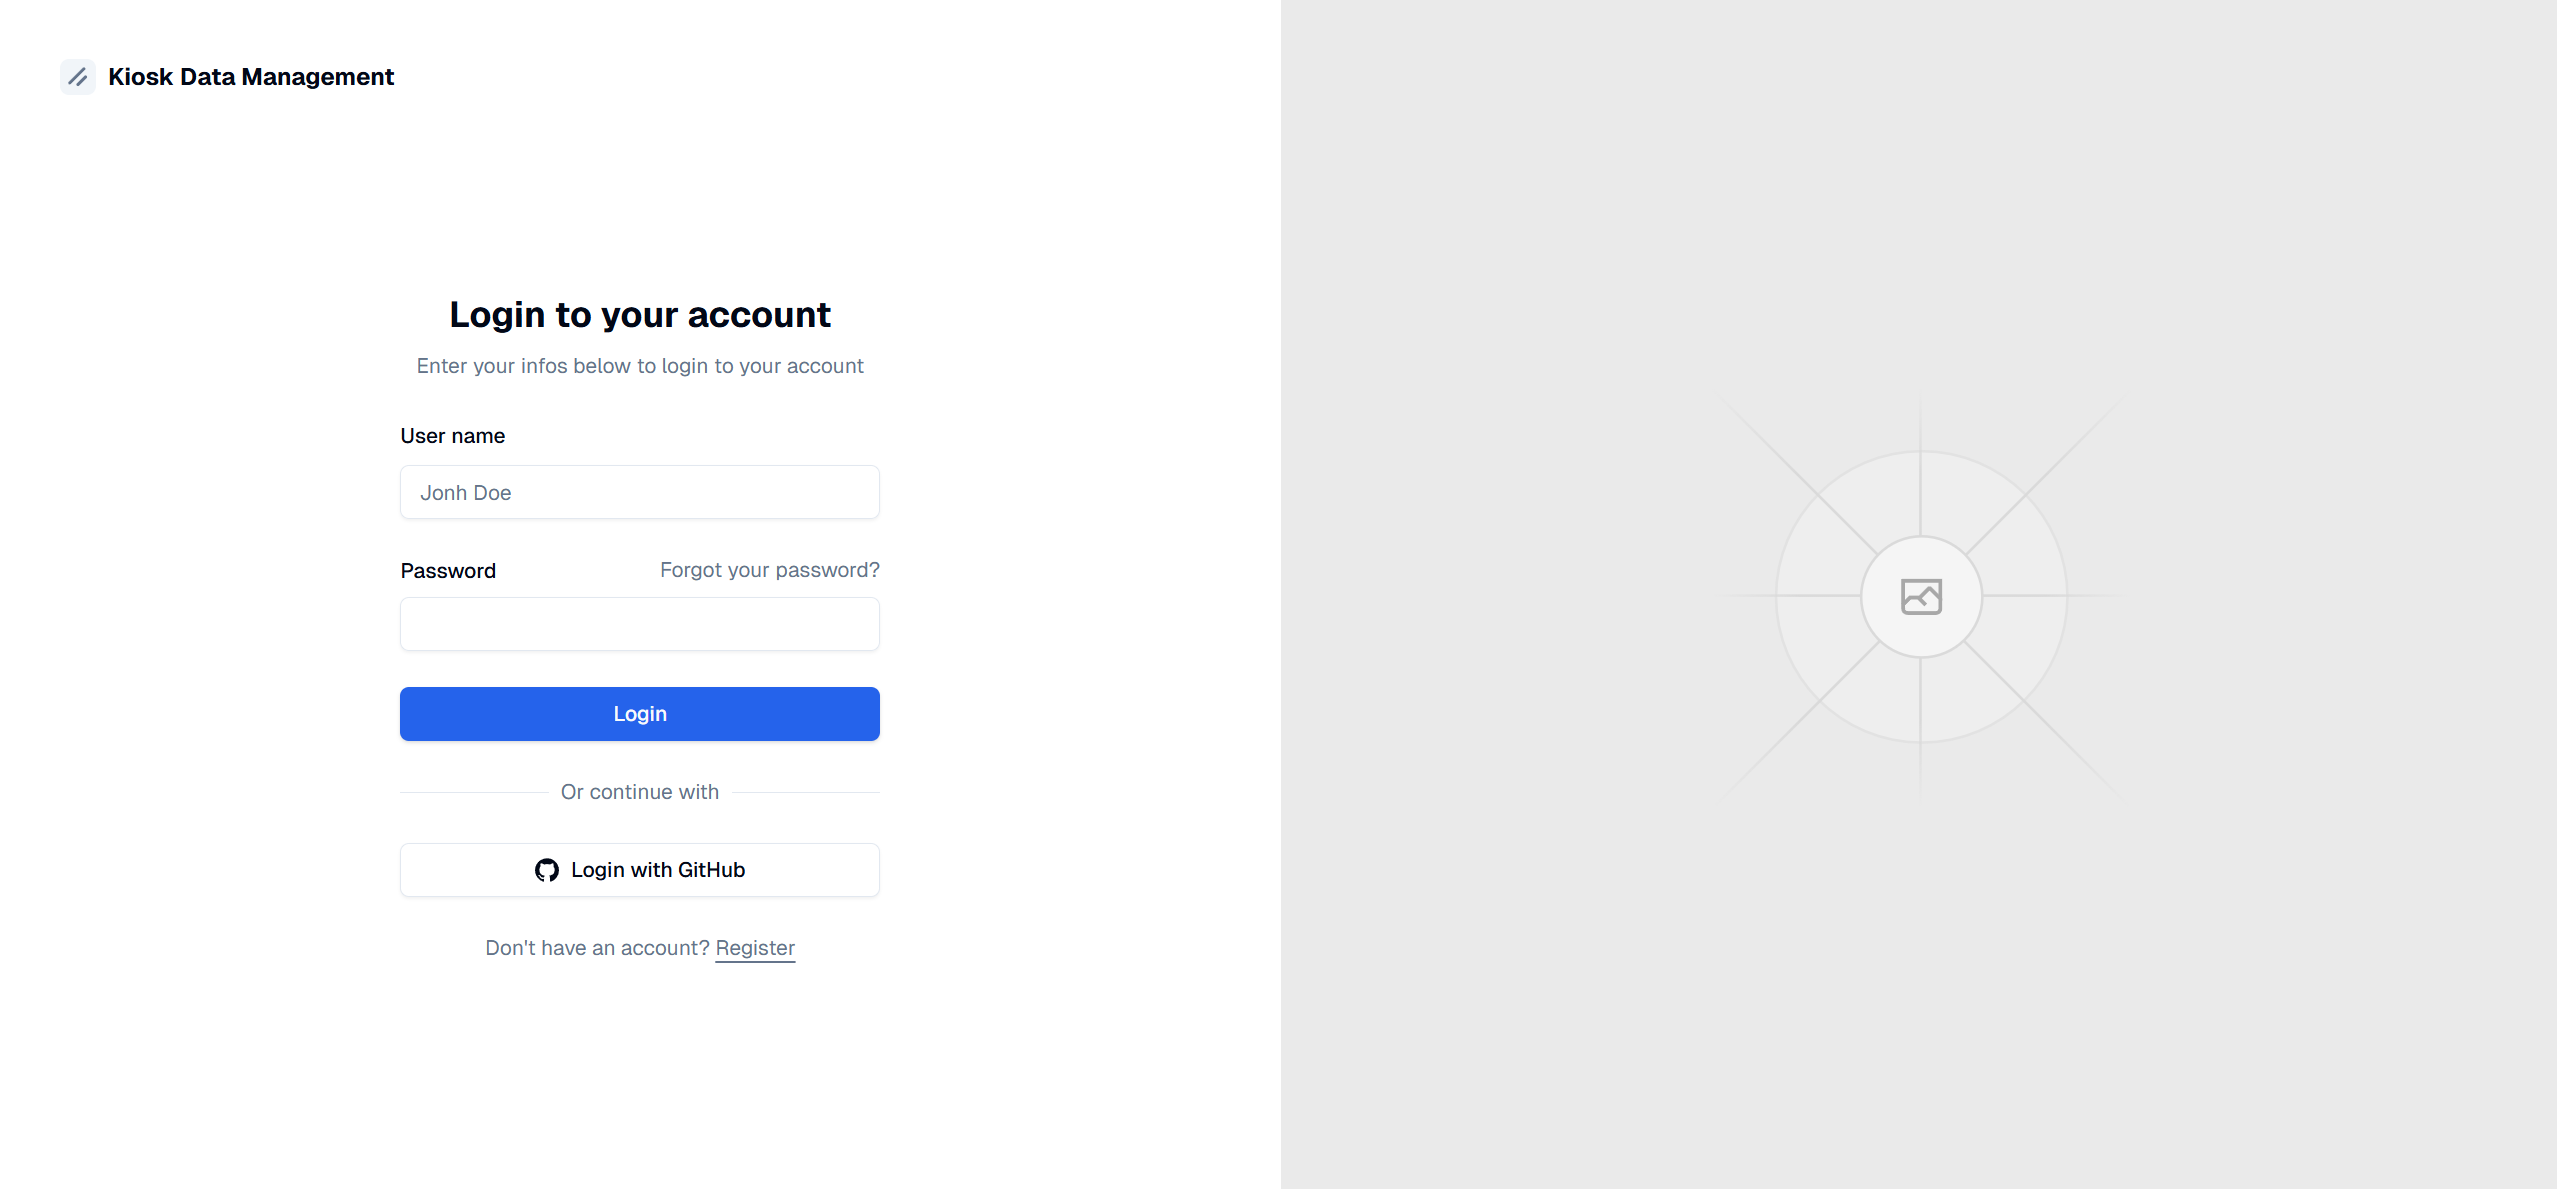 Kiosk Data Management
Login to your account
Enter your infos below to login to your account
User name
Jonh Doe
Password
Forgot your password?
Login
Or continue with
Login with GitHub
Don't have an account? Register